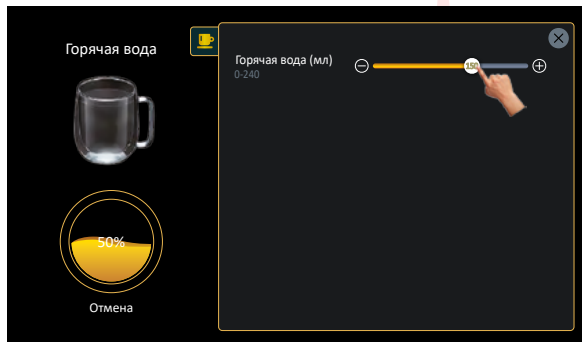 Горячая вода
Горячая вода (мл)
0-240
150
50%
Отмена